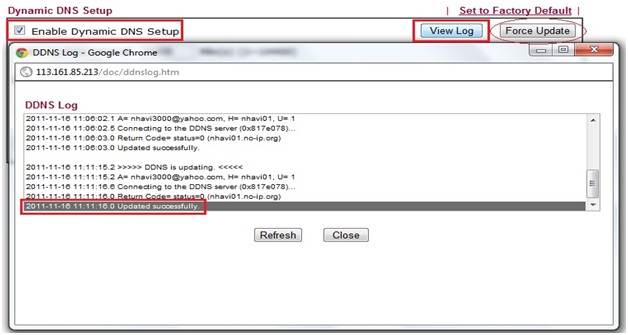 Dynamic DNS Setup | Set to Factory Default |
Enable Dynamic DNS Setup View Log Force Update
DDNS Log - Google Chrome
113.161.85.213/doc/ddnslog.htm
DDNS Log
2011-11-16 11:06:02.1 A= nhavi3000@yahoo.com, H= nhavi01, U= 1
2011-11-16 11:06:02.5 Connecting to the DDNS server (0x817e078)...
2011-11-16 11:06:03.0 Return Code= status=0 (nhavi01.no-ip.org)
2011-11-16 11:06:03.0 Updated successfully.
2011-11-16 11:11:15.2 >>>>> DDNS is updating. <<<<<
2011-11-16 11:11:15.2 A= nhavi3000@yahoo.com, H= nhavi01, U= 1
2011-11-16 11:11:16.6 Connecting to the DDNS server (0x817e078)...
2011-11-16 11:11:16.0 Return Code= status=0 (nhavi01.no-ip.org)
2011-11-16 11:11:16.0 Updated successfully.
Refresh Close